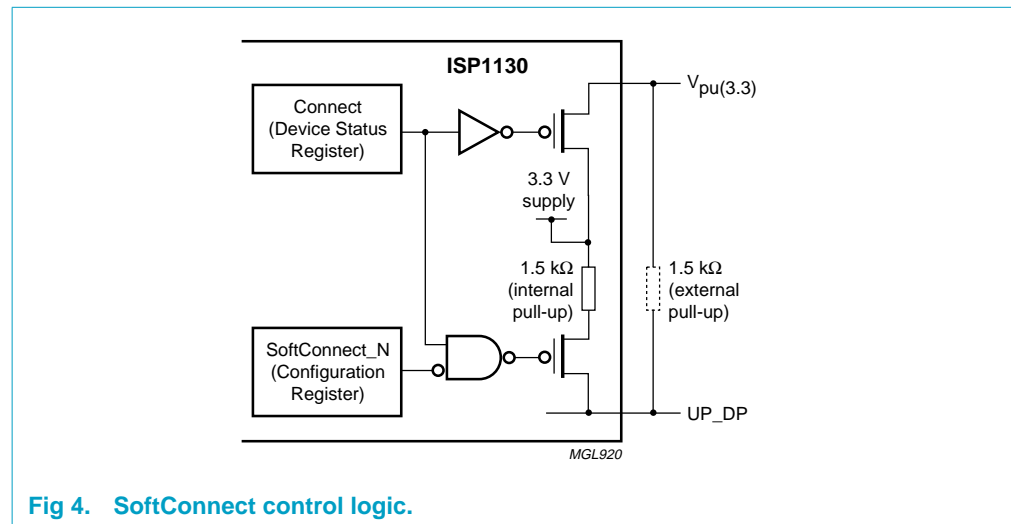 ISP1130
Connect
(Device Status
Register)
Vpu(3.3)
3.3 V
supply
1.5 kΩ
(internal
pull-up)
1.5 kΩ
(external
pull-up)
SoftConnect_N
(Configuration
Register)
UP_DP
MGL920
Fig 4. SoftConnect control logic.